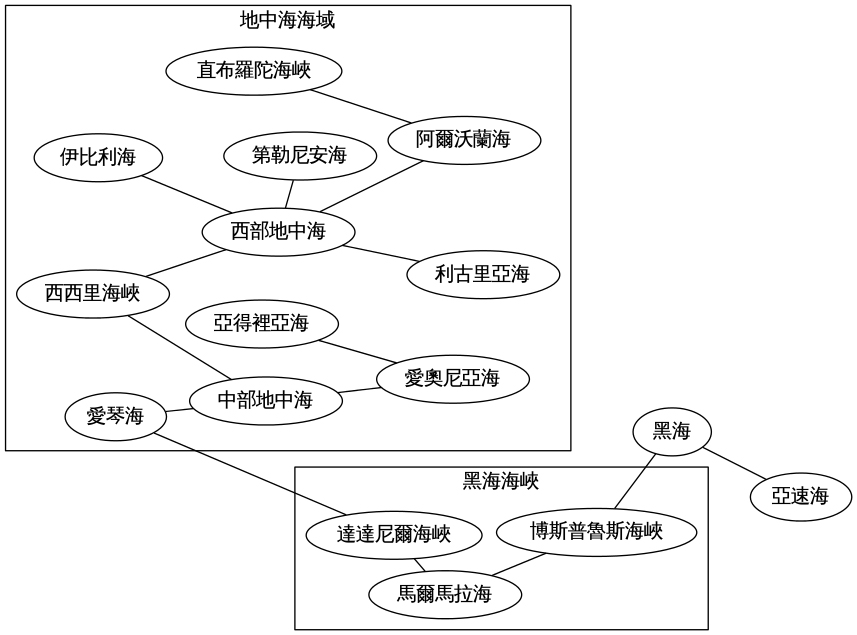 地中海海域
直布羅陀海峽
阿爾沃蘭海
伊比利海
第勒尼安海
西部地中海
利古里亞海
西西里海峽
亞得裡亞海
愛奧尼亞海
中部地中海
愛琴海
黑海
黑海海峽
亞速海
達達尼爾海峽
博斯普魯斯海峽
馬爾馬拉海